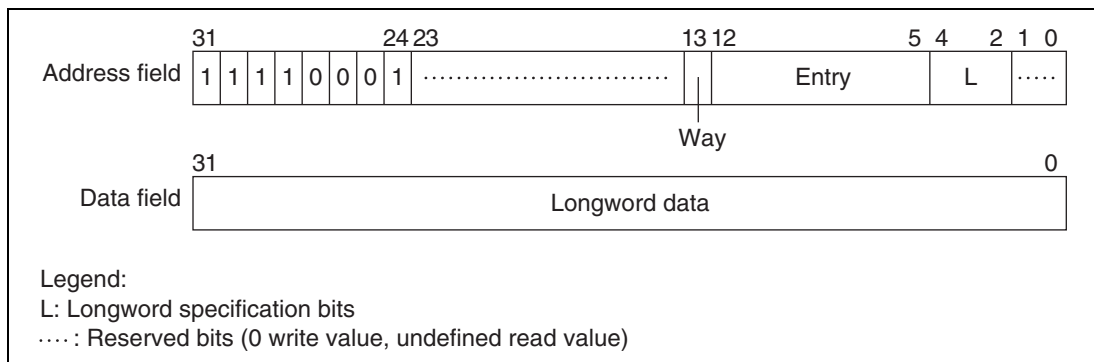 31 24 23 13 12 5 4 2 1 0
Address field 1 1 1 1 0 0 0 1 .............................. Entry L .....
Way
31 0
Data field Longword data
Legend:
L: Longword specification bits
.... : Reserved bits (0 write value, undefined read value)